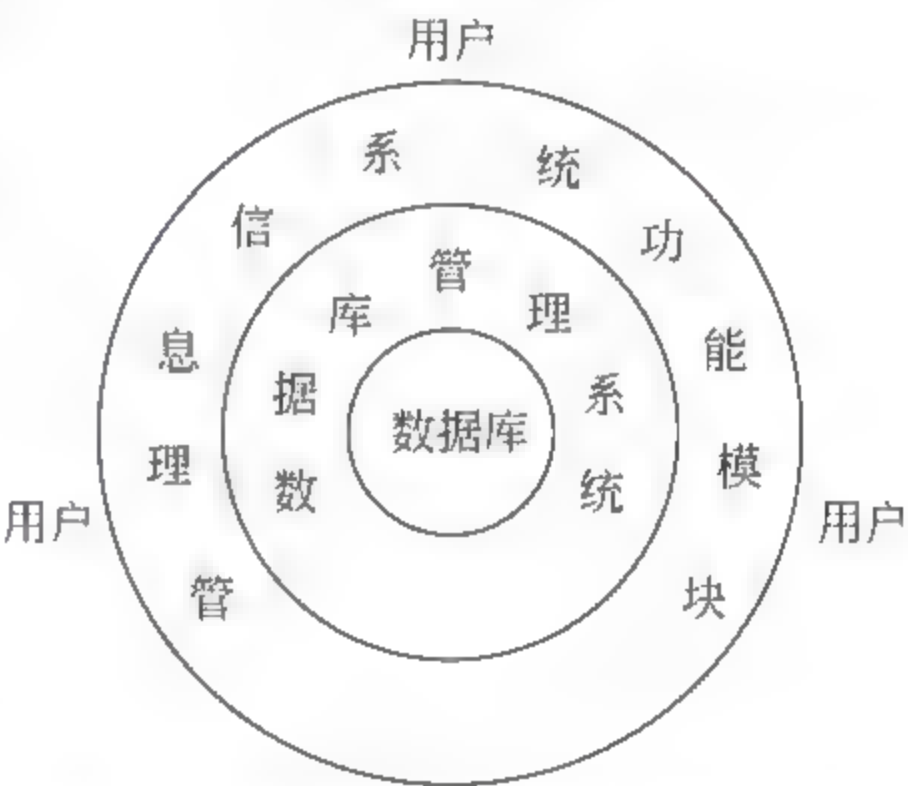 用户
管理信息系统功能模块
数据库管理系统
数据库
用户
用户